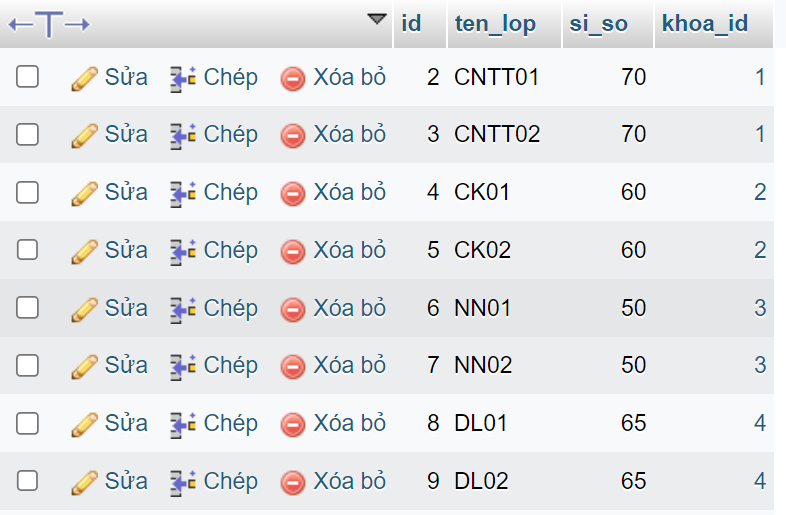 id ten_lop si_so khoa_id
Sửa Chép Xóa bỏ 2 CNTT01 70 1
Sửa Chép Xóa bỏ 3 CNTT02 70 1
Sửa Chép Xóa bỏ 4 CK01 60 2
Sửa Chép Xóa bỏ 5 CK02 60 2
Sửa Chép Xóa bỏ 6 NN01 50 3
Sửa Chép Xóa bỏ 7 NN02 50 3
Sửa Chép Xóa bỏ 8 DL01 65 4
Sửa Chép Xóa bỏ 9 DL02 65 4